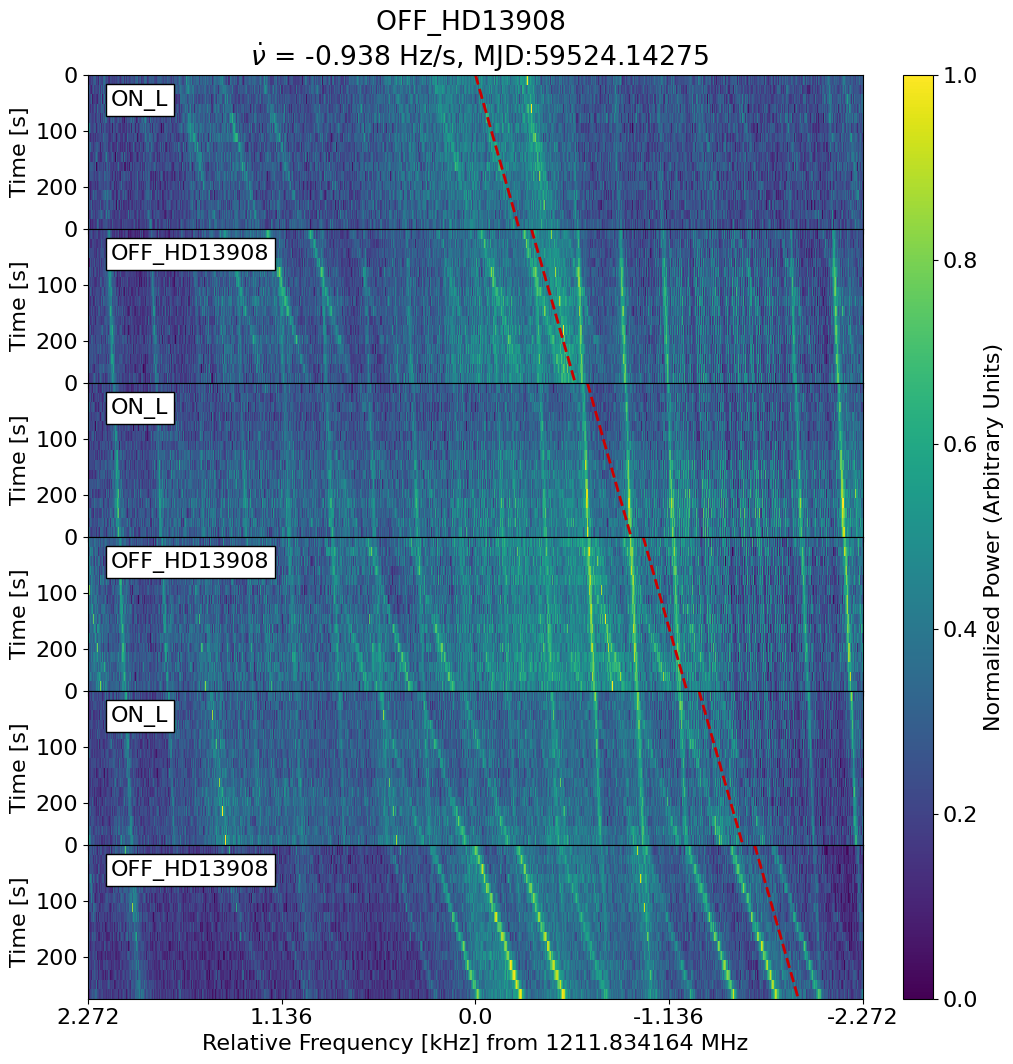 OFF_HD13908
ν̇ = -0.938 Hz/s, MJD:59524.14275
0
100
200
Time [s]
ON_L
0
100
200
Time [s]
OFF_HD13908
0
100
200
Time [s]
ON_L
0
100
200
Time [s]
OFF_HD13908
0
100
200
Time [s]
ON_L
0
100
200
Time [s]
OFF_HD13908
2.272 1.136 0.0 -1.136 -2.272
Relative Frequency [kHz] from 1211.834164 MHz
1.0
0.8
0.6
0.4
0.2
0.0
Normalized Power (Arbitrary Units)